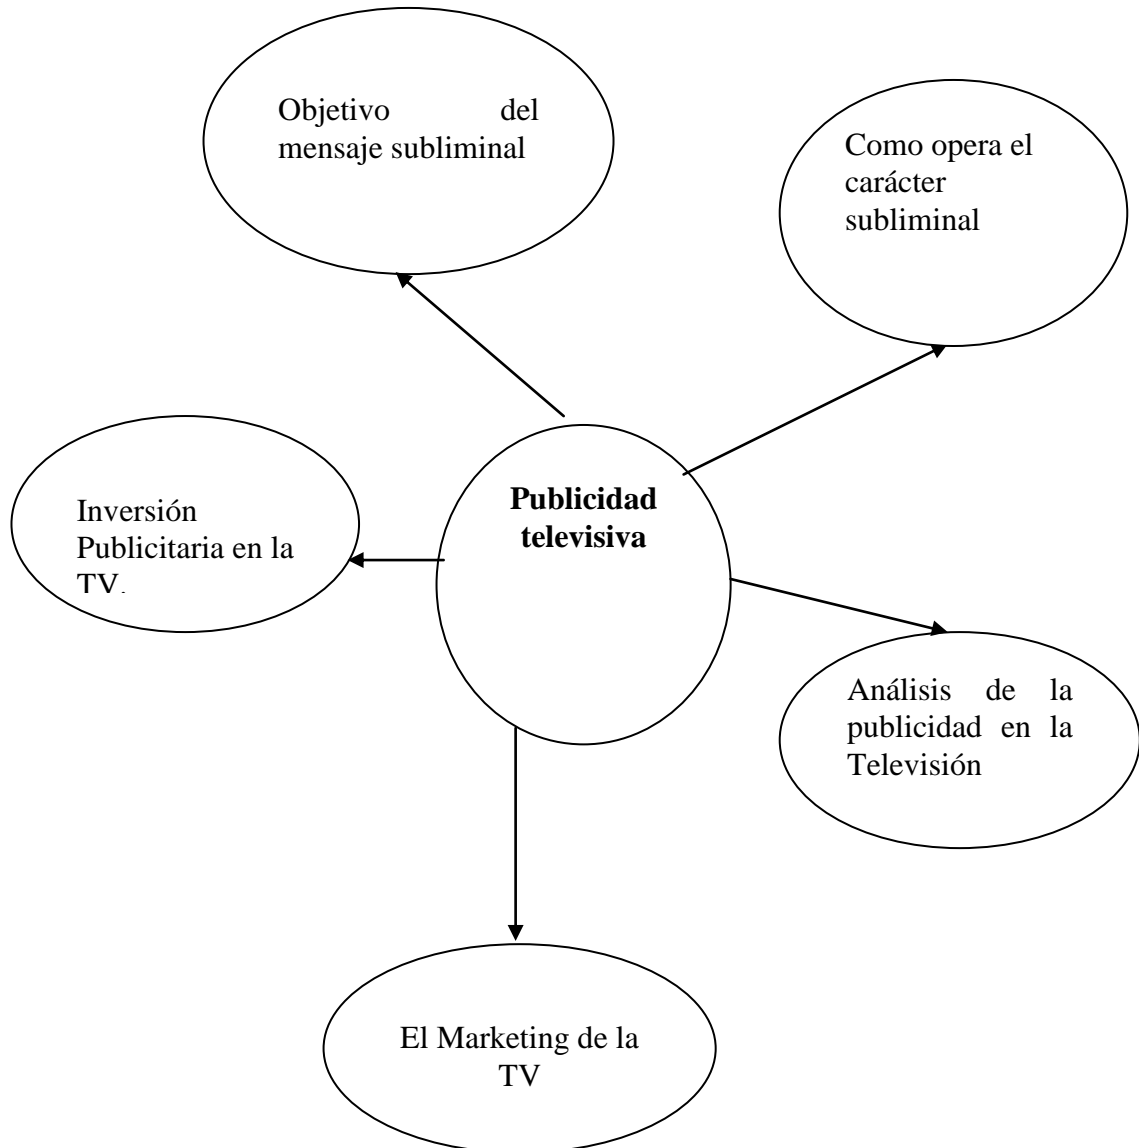 Objetivo del
mensaje subliminal
Como opera el
carácter
subliminal
Publicidad
televisiva
Inversión
Publicitaria en la
TV.
Análisis de la
publicidad en la
Televisión
El Marketing de la
TV